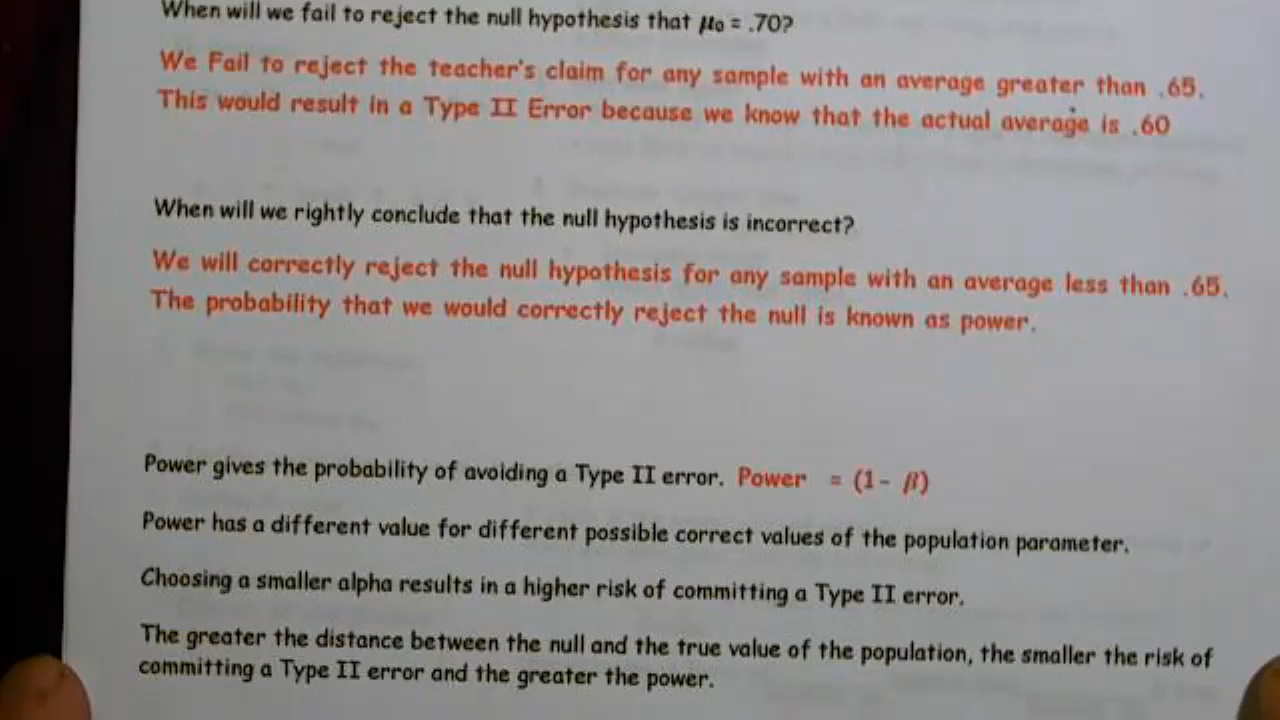 When will we fail to reject the null hypothesis that μ₀ = .70?
We Fail to reject the teacher's claim for any sample with an average greater than .65.
This would result in a Type II Error because we know that the actual average is .60
When will we rightly conclude that the null hypothesis is incorrect?
We will correctly reject the null hypothesis for any sample with an average less than .65.
The probability that we would correctly reject the null is known as power.
Power gives the probability of avoiding a Type II error. Power = (1 - β)
Power has a different value for different possible correct values of the population parameter.
Choosing a smaller alpha results in a higher risk of committing a Type II error.
The greater the distance between the null and the true value of the population, the smaller the risk of
committing a Type II error and the greater the power.